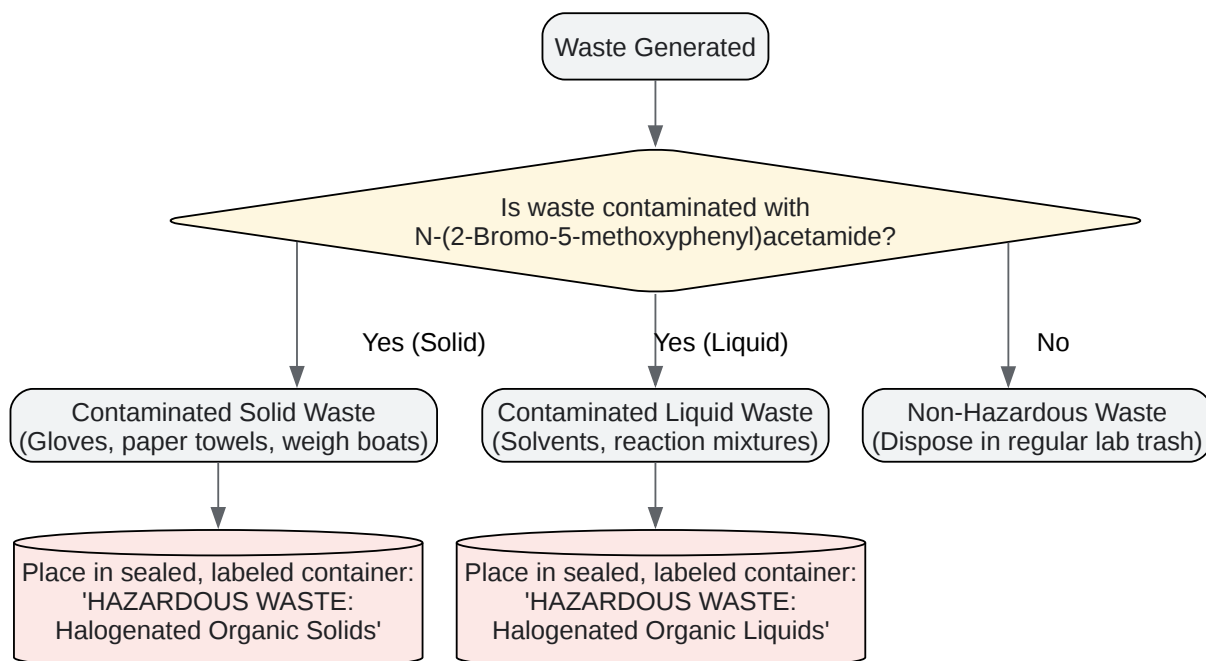 Waste Generated
Is waste contaminated with
N-(2-Bromo-5-methoxyphenyl)acetamide?
Yes (Solid)
Yes (Liquid)
No
Contaminated Solid Waste
(Gloves, paper towels, weigh boats)
Contaminated Liquid Waste
(Solvents, reaction mixtures)
Non-Hazardous Waste
(Dispose in regular lab trash)
Place in sealed, labeled container:
'HAZARDOUS WASTE:
Halogenated Organic Solids'
Place in sealed, labeled container:
'HAZARDOUS WASTE:
Halogenated Organic Liquids'